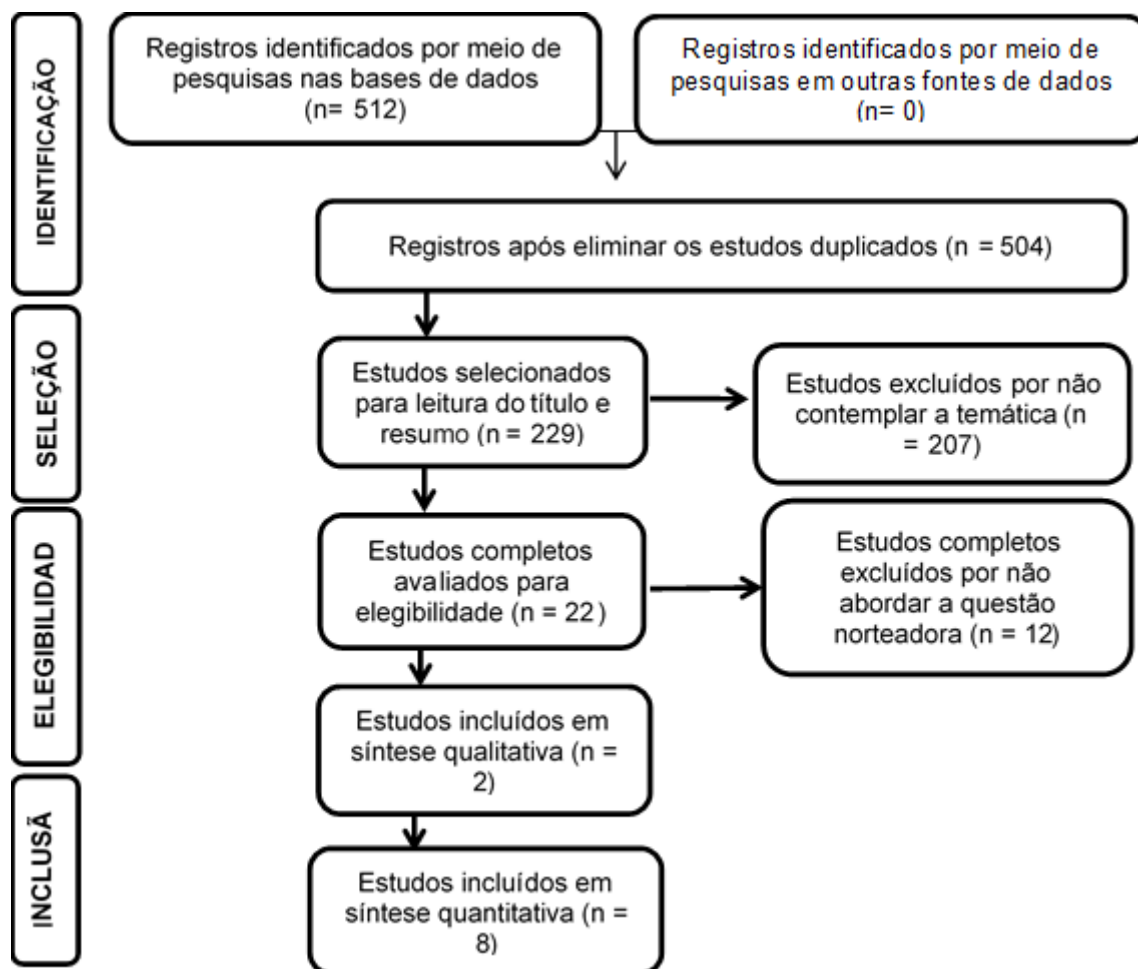 IDENTIFICAÇÃO
Registros identificados por meio de
pesquisas nas bases de dados
(n= 512)
Registros identificados por meio de
pesquisas em outras fontes de dados
(n= 0)
Registros após eliminar os estudos duplicados (n = 504)
SELEÇÃO
Estudos selecionados
para leitura do título e
resumo (n = 229)
Estudos excluídos por não
contemplar a temática (n
= 207)
ELEGIBILIDAD
Estudos completos
avaliados para
elegibilidade (n = 22 )
Estudos completos
excluídos por não
abordar a questão
norteadora (n = 12)
Estudos incluídos em
síntese qualitativa (n =
2)
INCLUSÃ
Estudos incluídos em
síntese quantitativa (n =
8)